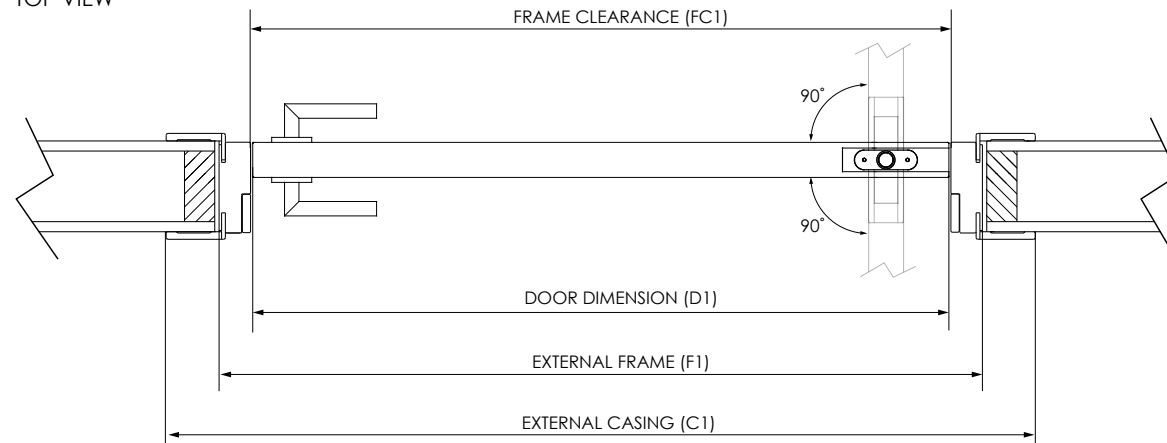 TOP VIEW
FRAME CLEARANCE (FC1)
90°
90°
DOOR DIMENSION (D1)
EXTERNAL FRAME (F1)
EXTERNAL CASING (C1)